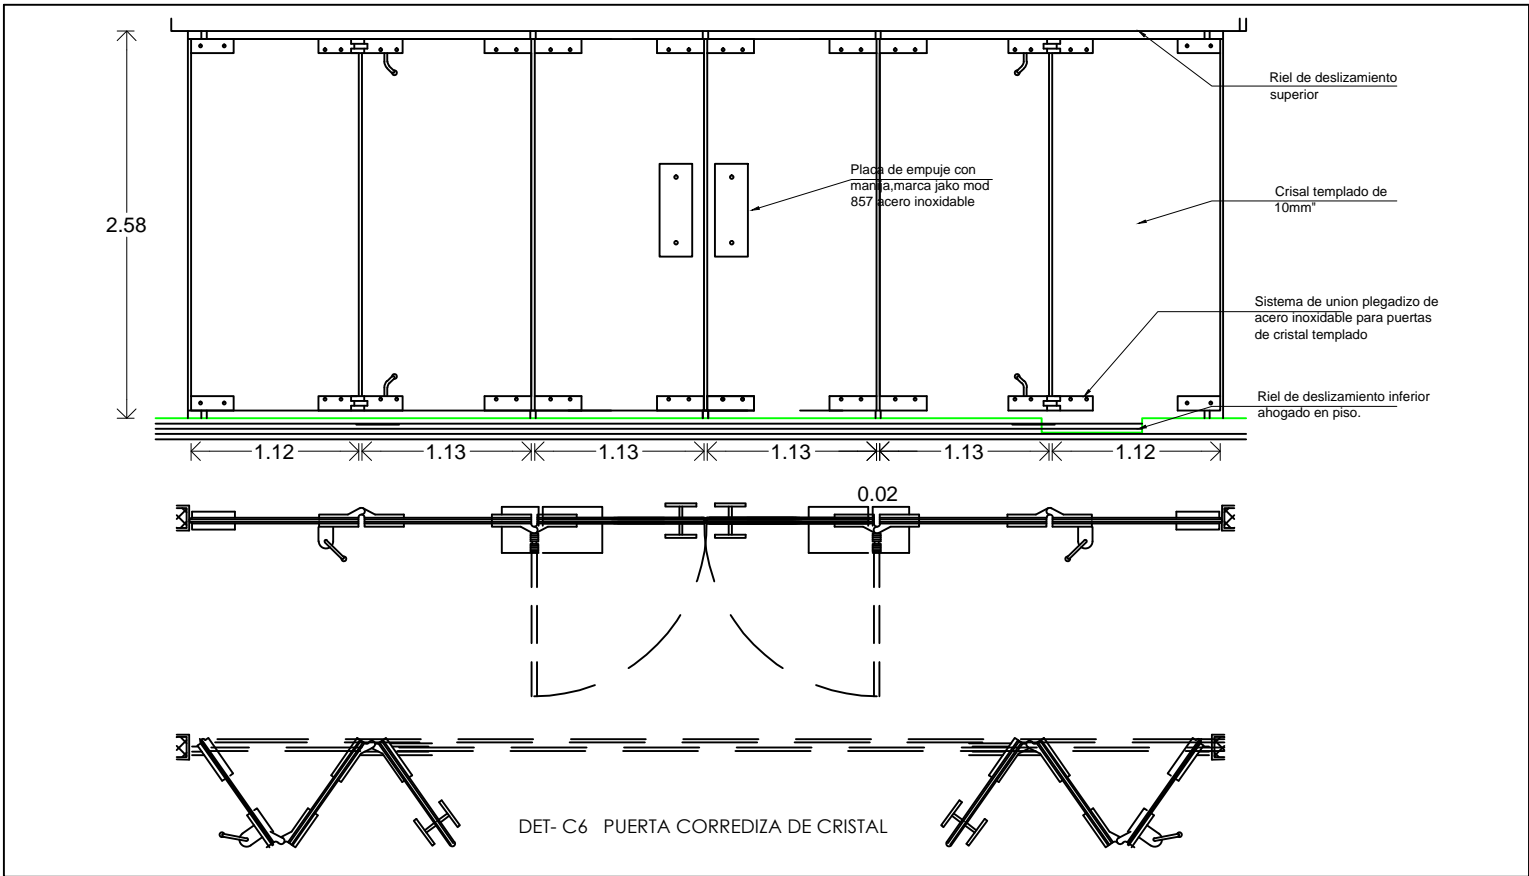 Riel de deslizamiento
superior
Placa de empuje con
manija,marca jako mod
857 acero inoxidable
Crisal templado de
10mm"
2.58
Sistema de union plegadizo de
acero inoxidable para puertas
de cristal templado
Riel de deslizamiento inferior
ahogado en piso.
1.12 1.13 1.13 1.13 1.13 1.12
0.02
DET- C6 PUERTA CORREDIZA DE CRISTAL